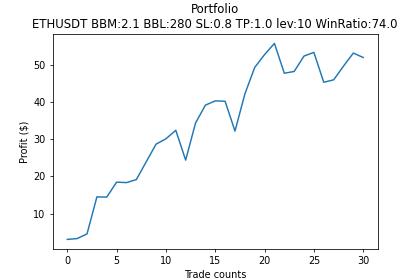 Portfolio
ETHUSDT BBM:2.1 BBL:280 SL:0.8 TP:1.0 lev:10 WinRatio:74.0
50
40
30
20
10
Profit ($)
0 5 10 15 20 25 30
Trade counts